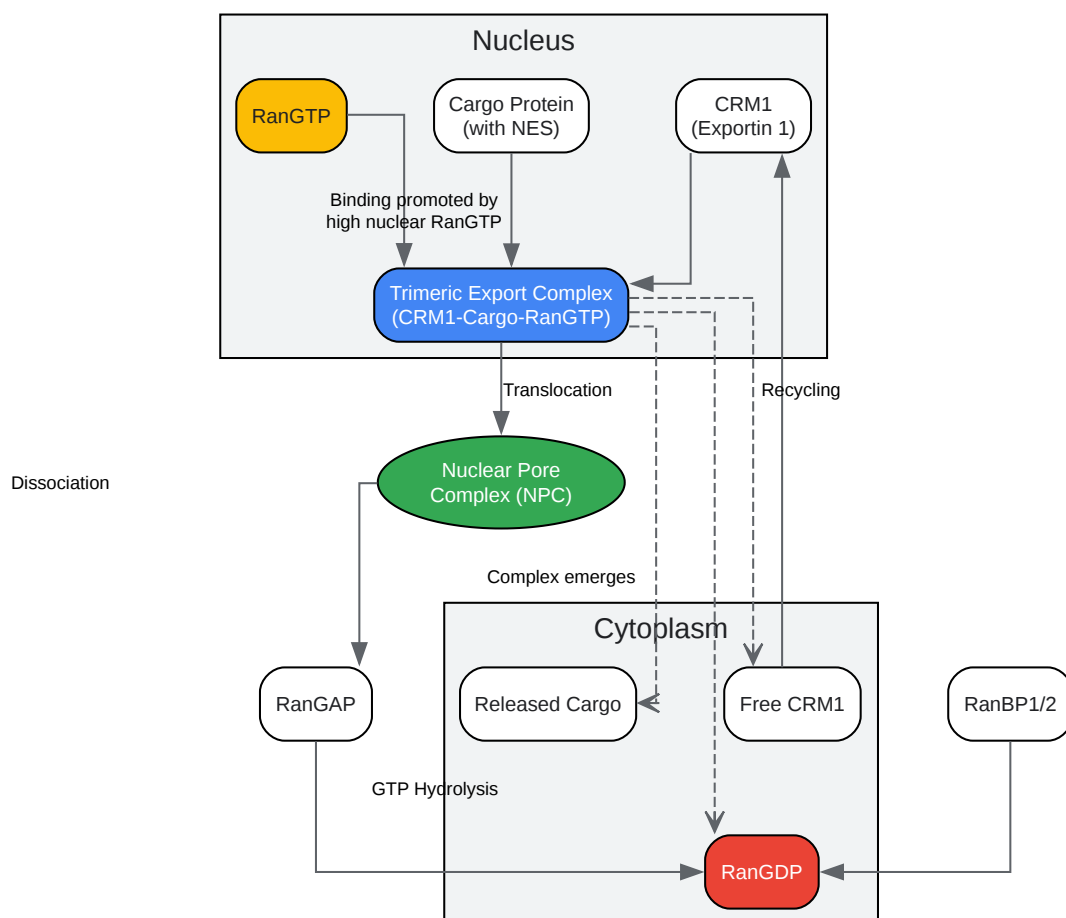 Nucleus
RanGTP
Cargo Protein
(with NES)
CRM1
(Exportin 1)
Binding promoted by
high nuclear RanGTP
Trimeric Export Complex
(CRM1-Cargo-RanGTP)
Translocation
Recycling
Nuclear Pore
Complex (NPC)
Dissociation
Complex emerges
Cytoplasm
RanGAP
Released Cargo
Free CRM1
RanBP1/2
GTP Hydrolysis
RanGDP